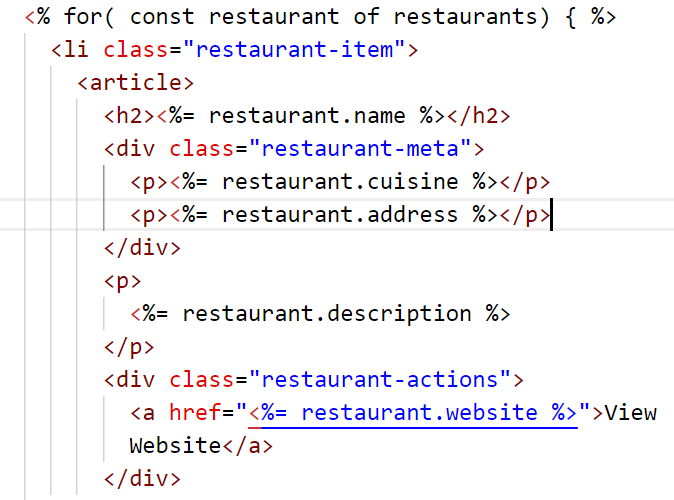 <% for( const restaurant of restaurants) { %>
<li class="restaurant-item">
<article>
<h2><%= restaurant.name %></h2>
<div class="restaurant-meta">
<p><%= restaurant.cuisine %></p>
<p><%= restaurant.address %></p>
</div>
<p>
<%= restaurant.description %>
</p>
<div class="restaurant-actions">
<a href="<%= restaurant.website %>">View
Website</a>
</div>